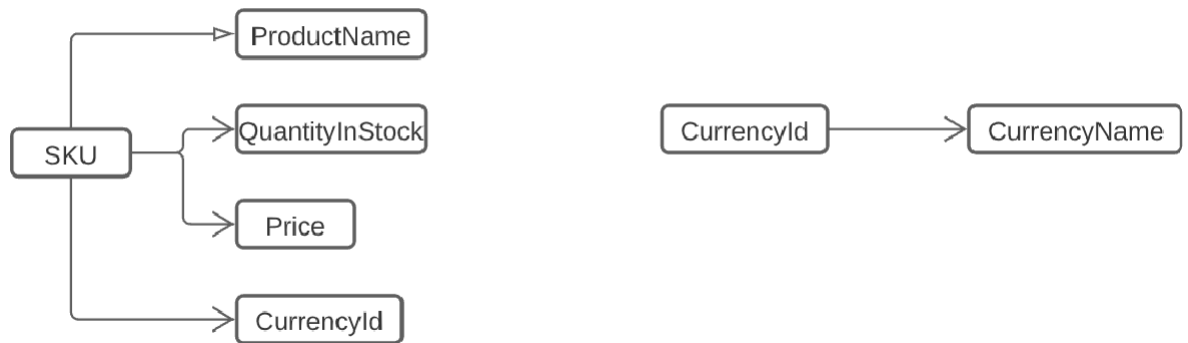 ProductName
SKU
QuantityInStock
Price
CurrencyId
CurrencyId
CurrencyName